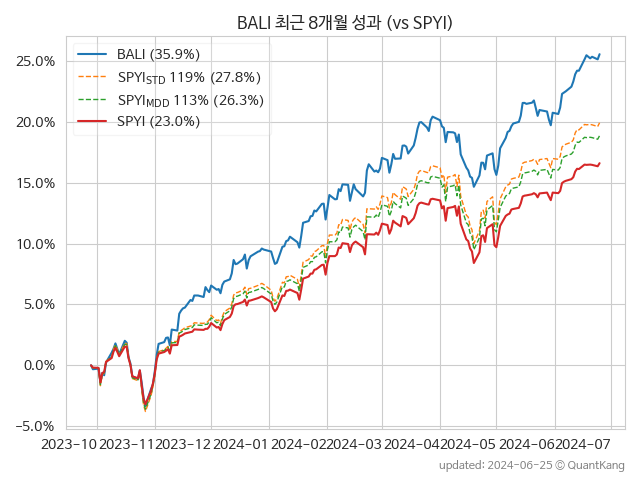 BALI 최근 8개월 성과 (vs SPYI)
BALI (35.9%)
SPYI_STD 119% (27.8%)
SPYI_MDD 113% (26.3%)
SPYI (23.0%)
25.0%
20.0%
15.0%
10.0%
5.0%
0.0%
−5.0%
2023-10 2023-11 2023-12 2024-01 2024-02 2024-03 2024-04 2024-05 2024-06 2024-07
updated: 2024-06-25 © QuantKang